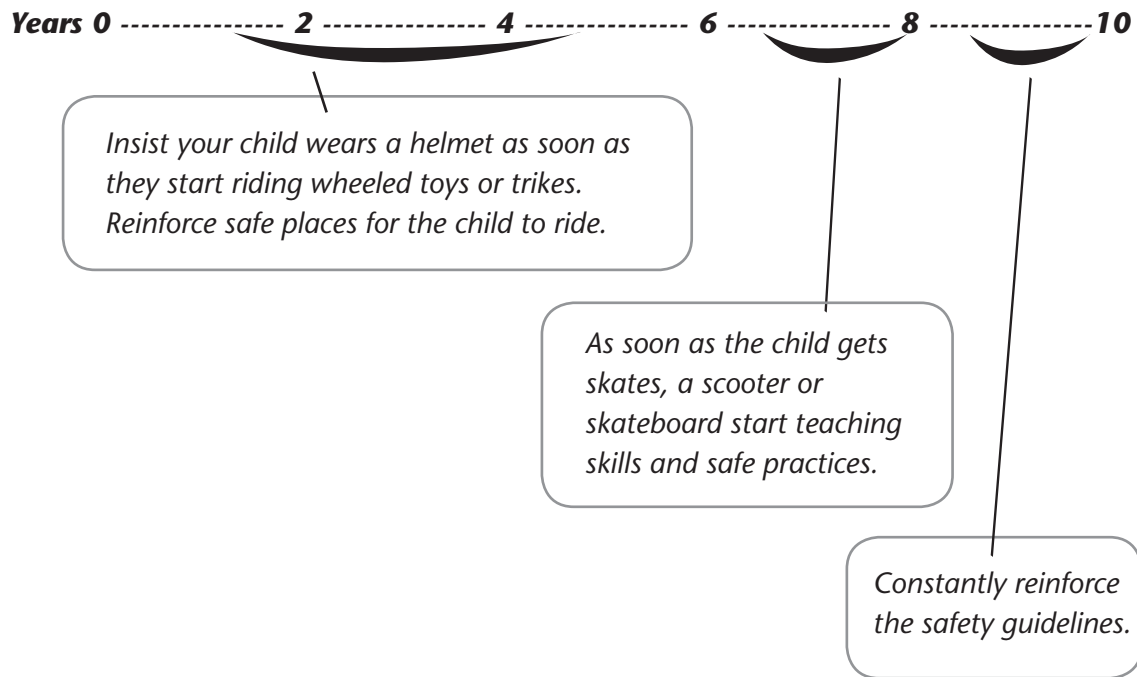 Years 0 ------------- 2 ------------- 4 ------------- 6 ------------- 8 ------------- 10
Insist your child wears a helmet as soon as
they start riding wheeled toys or trikes.
Reinforce safe places for the child to ride.
As soon as the child gets
skates, a scooter or
skateboard start teaching
skills and safe practices.
Constantly reinforce
the safety guidelines.